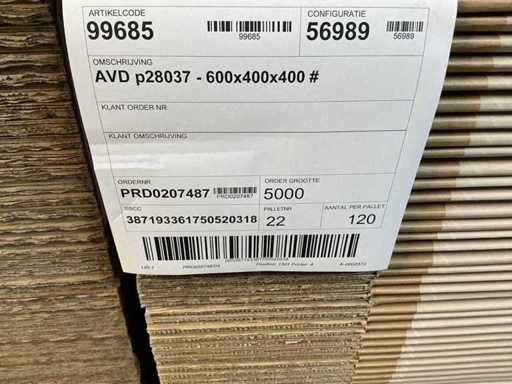 ARTIKELCODE
99685
99685
CONFIGURATIE
56989
56989
OMSCHRIJVING
AVD p28037 - 600x400x400 #
KLANT ORDER NR.
KLANT OMSCHRIJVING
ORDERNR
PRD0207487
PRD0207487
ORDER GROOTTE
5000
SSCC
387193361750520318
PALLETNR
22
AANTAL PER PALLET
120